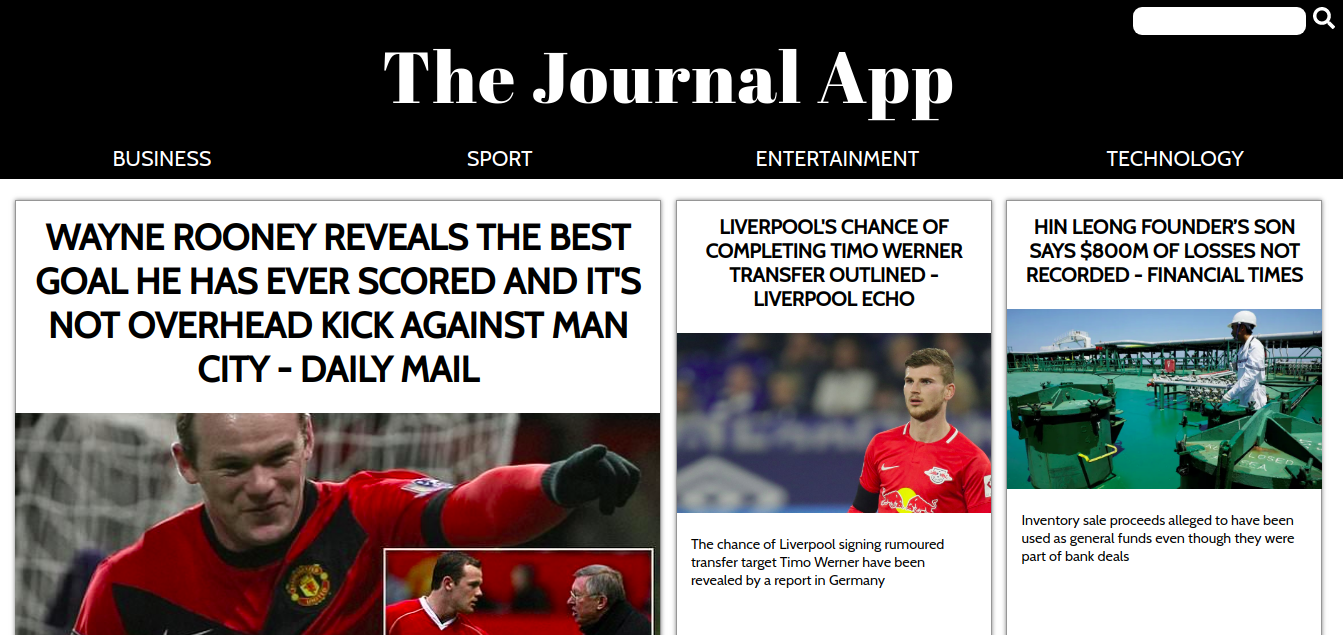 The Journal App
BUSINESS
SPORT
ENTERTAINMENT
TECHNOLOGY
WAYNE ROONEY REVEALS THE BEST
GOAL HE HAS EVER SCORED AND IT'S
NOT OVERHEAD KICK AGAINST MAN
CITY - DAILY MAIL
LIVERPOOL'S CHANCE OF
COMPLETING TIMO WERNER
TRANSFER OUTLINED -
LIVERPOOL ECHO
The chance of Liverpool signing rumoured
transfer target Timo Werner have been
revealed by a report in Germany
HIN LEONG FOUNDER’S SON
SAYS $800M OF LOSSES NOT
RECORDED - FINANCIAL TIMES
Inventory sale proceeds alleged to have been
used as general funds even though they were
part of bank deals